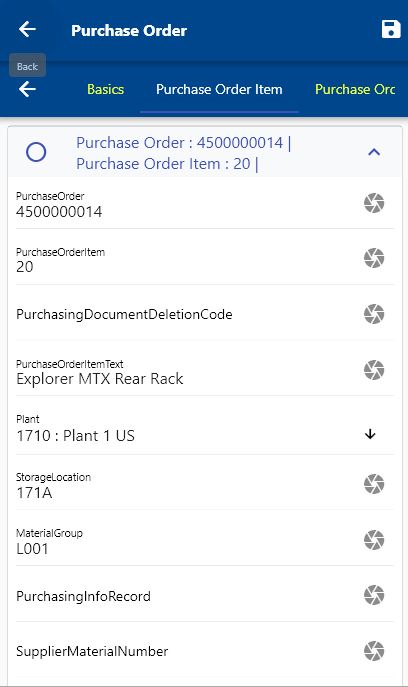 Purchase Order
Back
Basics
Purchase Order Item
Purchase Orc
Purchase Order : 4500000014 |
Purchase Order Item : 20 |
PurchaseOrder
4500000014
PurchaseOrderItem
20
PurchasingDocumentDeletionCode
PurchaseOrderItemText
Explorer MTX Rear Rack
Plant
1710 : Plant 1 US
StorageLocation
171A
MaterialGroup
L001
PurchasingInfoRecord
SupplierMaterialNumber